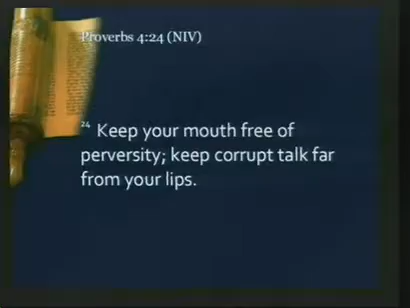 Proverbs 4:24 (NIV)
24 Keep your mouth free of
perversity; keep corrupt talk far
from your lips.